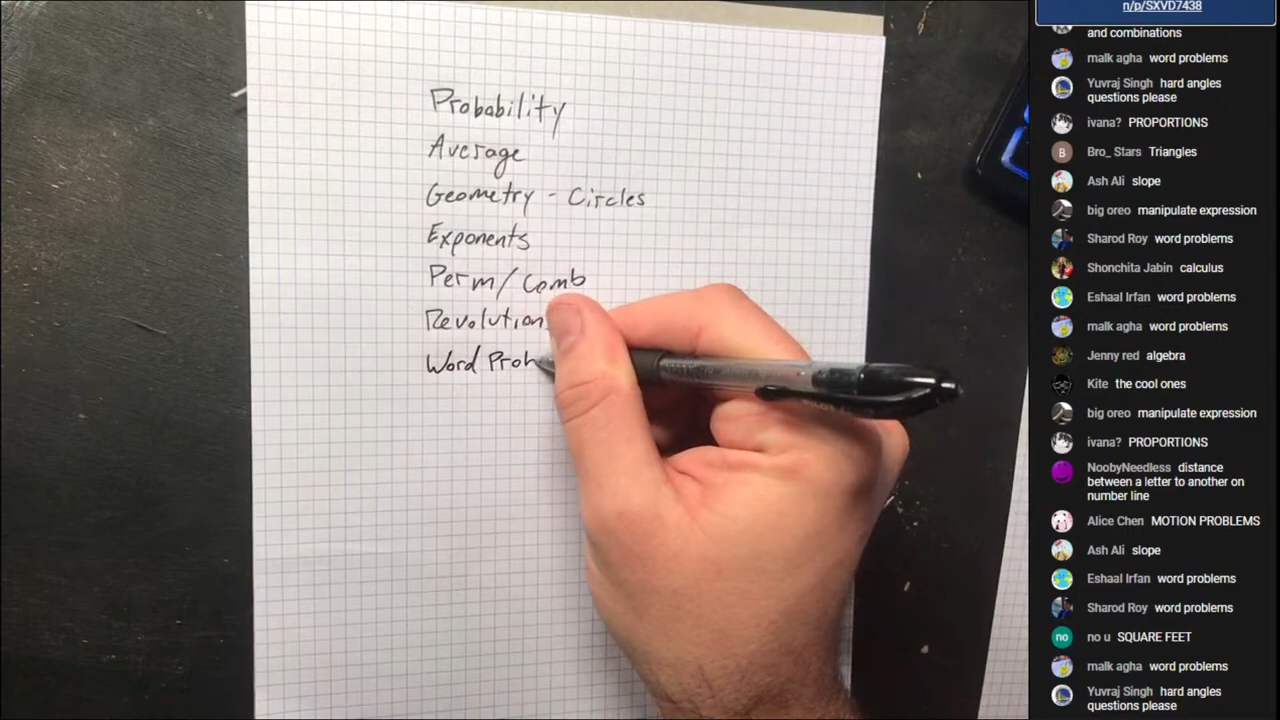 Probability
Average
Geometry - Circles
Exponents
Perm/Comb
Revolution
Word Prob
n/p/SXVD7438
and combinations
malk agha word problems
Yuvraj Singh hard angles
questions please
ivana? PROPORTIONS
B Bro_ Stars Triangles
Ash Ali slope
big oreo manipulate expression
Sharod Roy word problems
Shonchita Jabin calculus
Eshaal Irfan word problems
malk agha word problems
Jenny red algebra
Kite the cool ones
big oreo manipulate expression
ivana? PROPORTIONS
NoobyNeedless distance
between a letter to another on
number line
Alice Chen MOTION PROBLEMS
Ash Ali slope
Eshaal Irfan word problems
Sharod Roy word problems
no no u SQUARE FEET
malk agha word problems
Yuvraj Singh hard angles
questions please